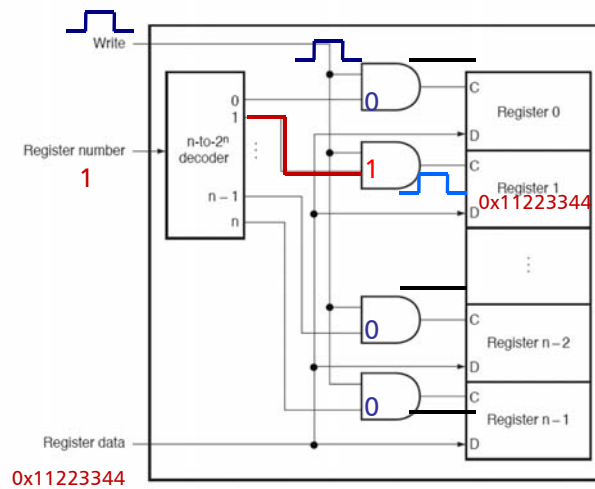 Write
0
C
0
Register 0
1
n-to-2ⁿ
decoder
⋮
D
Register number
1
1
C
Register 1
0x11223344
D
n – 1
n
⋮
0
C
Register n – 2
D
0
C
Register n – 1
Register data
D
0x11223344